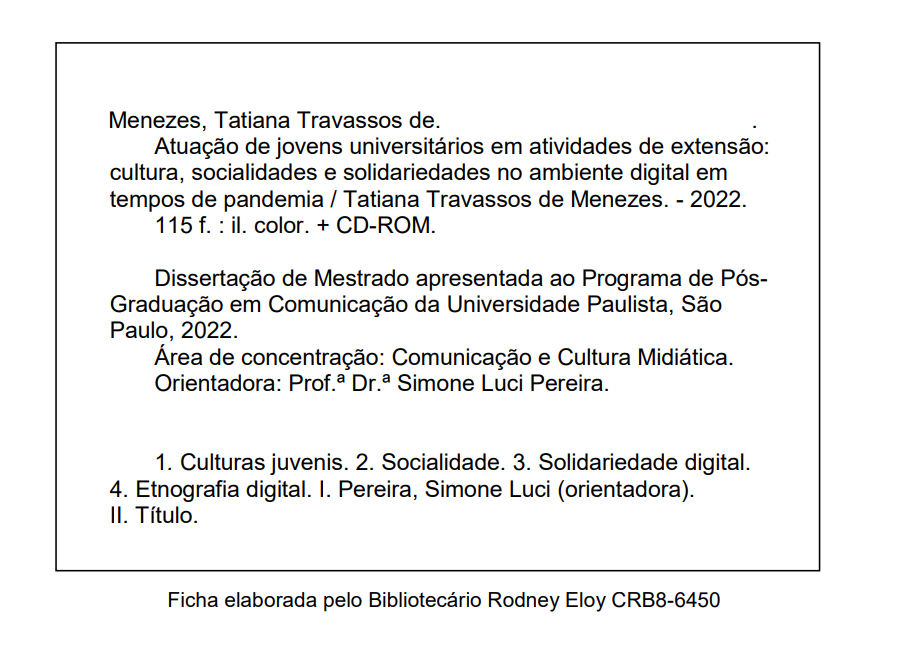 Menezes, Tatiana Travassos de. .
Atuação de jovens universitários em atividades de extensão:
cultura, socialidades e solidariedades no ambiente digital em
tempos de pandemia / Tatiana Travassos de Menezes. - 2022.
115 f. : il. color. + CD-ROM.
Dissertação de Mestrado apresentada ao Programa de Pós-
Graduação em Comunicação da Universidade Paulista, São
Paulo, 2022.
Área de concentração: Comunicação e Cultura Midiática.
Orientadora: Prof.ª Dr.ª Simone Luci Pereira.
1. Culturas juvenis. 2. Socialidade. 3. Solidariedade digital.
4. Etnografia digital. I. Pereira, Simone Luci (orientadora).
II. Título.
Ficha elaborada pelo Bibliotecário Rodney Eloy CRB8-6450